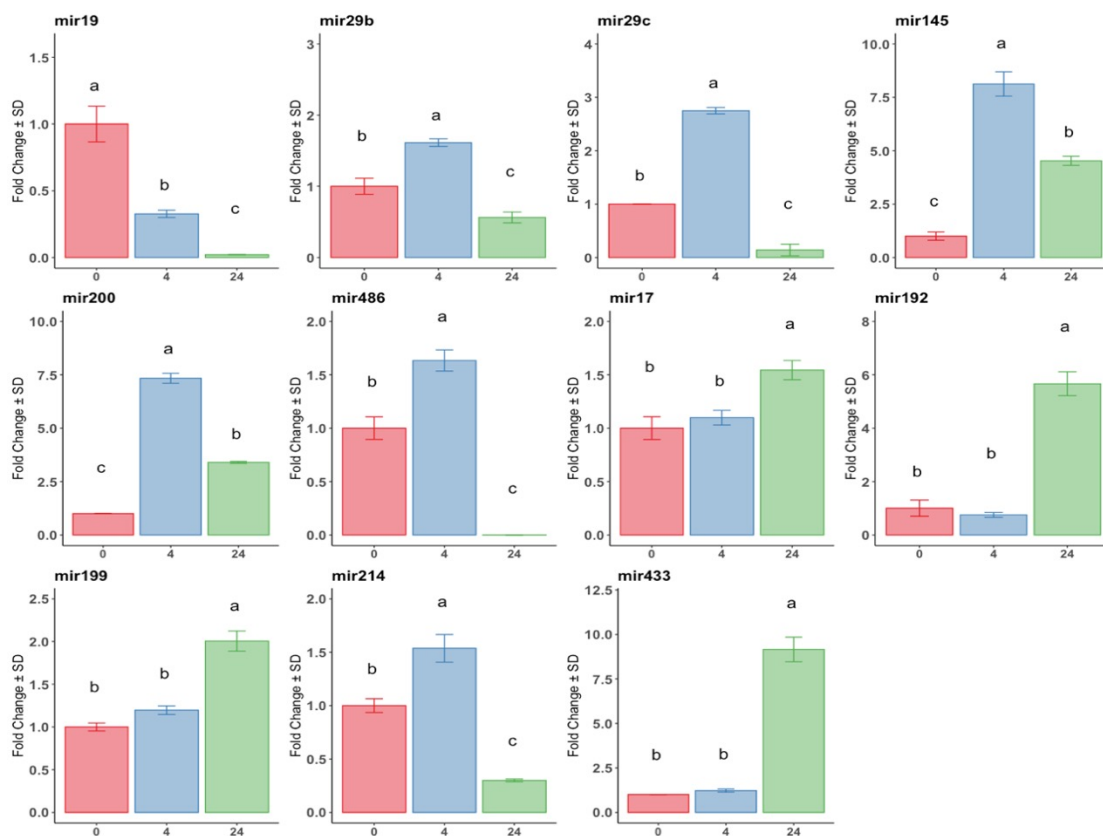 mir19
Fold Change ± SD
1.5
1.0
0.5
0.0
a
b
c
0 4 24
mir29b
Fold Change ± SD
3
2
1
0
b
a
c
0 4 24
mir29c
Fold Change ± SD
4
3
2
1
0
b
a
c
0 4 24
mir145
Fold Change ± SD
10.0
7.5
5.0
2.5
0.0
c
a
b
0 4 24
mir200
Fold Change ± SD
10.0
7.5
5.0
2.5
0.0
c
a
b
0 4 24
mir486
Fold Change ± SD
2.0
1.5
1.0
0.5
0.0
b
a
c
0 4 24
mir17
Fold Change ± SD
2.0
1.5
1.0
0.5
0.0
b
b
a
0 4 24
mir192
Fold Change ± SD
8
6
4
2
0
b
b
a
0 4 24
mir199
Fold Change ± SD
2.5
2.0
1.5
1.0
0.5
0.0
b
b
a
0 4 24
mir214
Fold Change ± SD
2.0
1.5
1.0
0.5
0.0
b
a
c
0 4 24
mir433
Fold Change ± SD
12.5
10.0
7.5
5.0
2.5
0.0
b
b
a
0 4 24